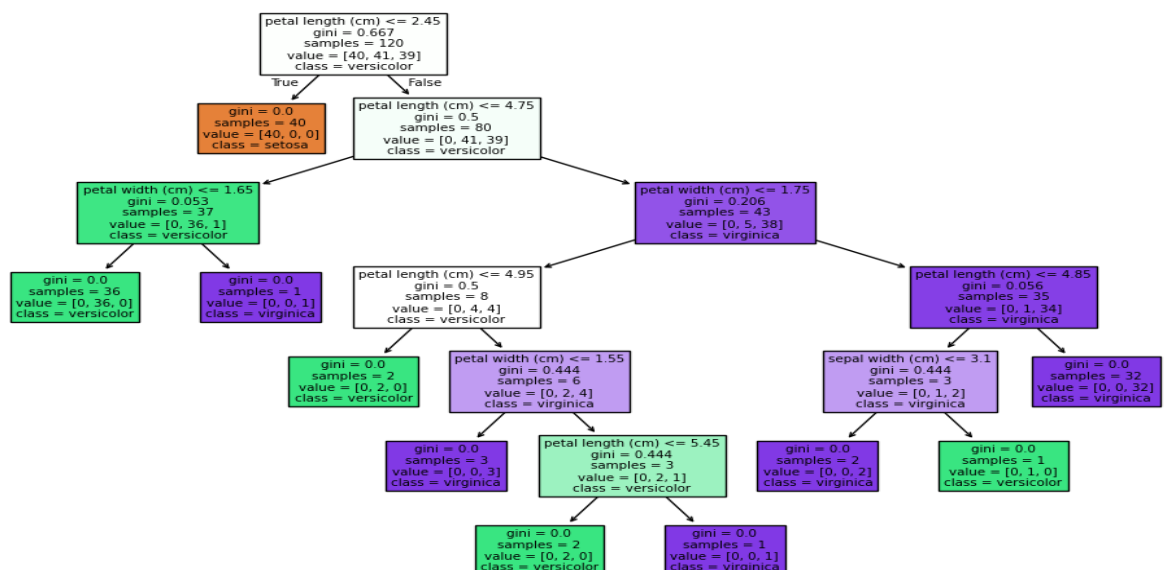 petal length (cm) <= 2.45
gini = 0.667
samples = 120
value = [40, 41, 39]
class = versicolor
True
False
gini = 0.0
samples = 40
value = [40, 0, 0]
class = setosa
petal length (cm) <= 4.75
gini = 0.5
samples = 80
value = [0, 41, 39]
class = versicolor
petal width (cm) <= 1.65
gini = 0.053
samples = 37
value = [0, 36, 1]
class = versicolor
petal width (cm) <= 1.75
gini = 0.206
samples = 43
value = [0, 5, 38]
class = virginica
gini = 0.0
samples = 36
value = [0, 36, 0]
class = versicolor
gini = 0.0
samples = 1
value = [0, 0, 1]
class = virginica
petal length (cm) <= 4.95
gini = 0.5
samples = 8
value = [0, 4, 4]
class = versicolor
petal length (cm) <= 4.85
gini = 0.056
samples = 35
value = [0, 1, 34]
class = virginica
gini = 0.0
samples = 2
value = [0, 2, 0]
class = versicolor
petal width (cm) <= 1.55
gini = 0.444
samples = 6
value = [0, 2, 4]
class = virginica
sepal width (cm) <= 3.1
gini = 0.444
samples = 3
value = [0, 1, 2]
class = virginica
gini = 0.0
samples = 32
value = [0, 0, 32]
class = virginica
gini = 0.0
samples = 3
value = [0, 0, 3]
class = virginica
petal length (cm) <= 5.45
gini = 0.444
samples = 3
value = [0, 2, 1]
class = versicolor
gini = 0.0
samples = 2
value = [0, 0, 2]
class = virginica
gini = 0.0
samples = 1
value = [0, 1, 0]
class = versicolor
gini = 0.0
samples = 2
value = [0, 2, 0]
class = versicolor
gini = 0.0
samples = 1
value = [0, 0, 1]
class = virginica